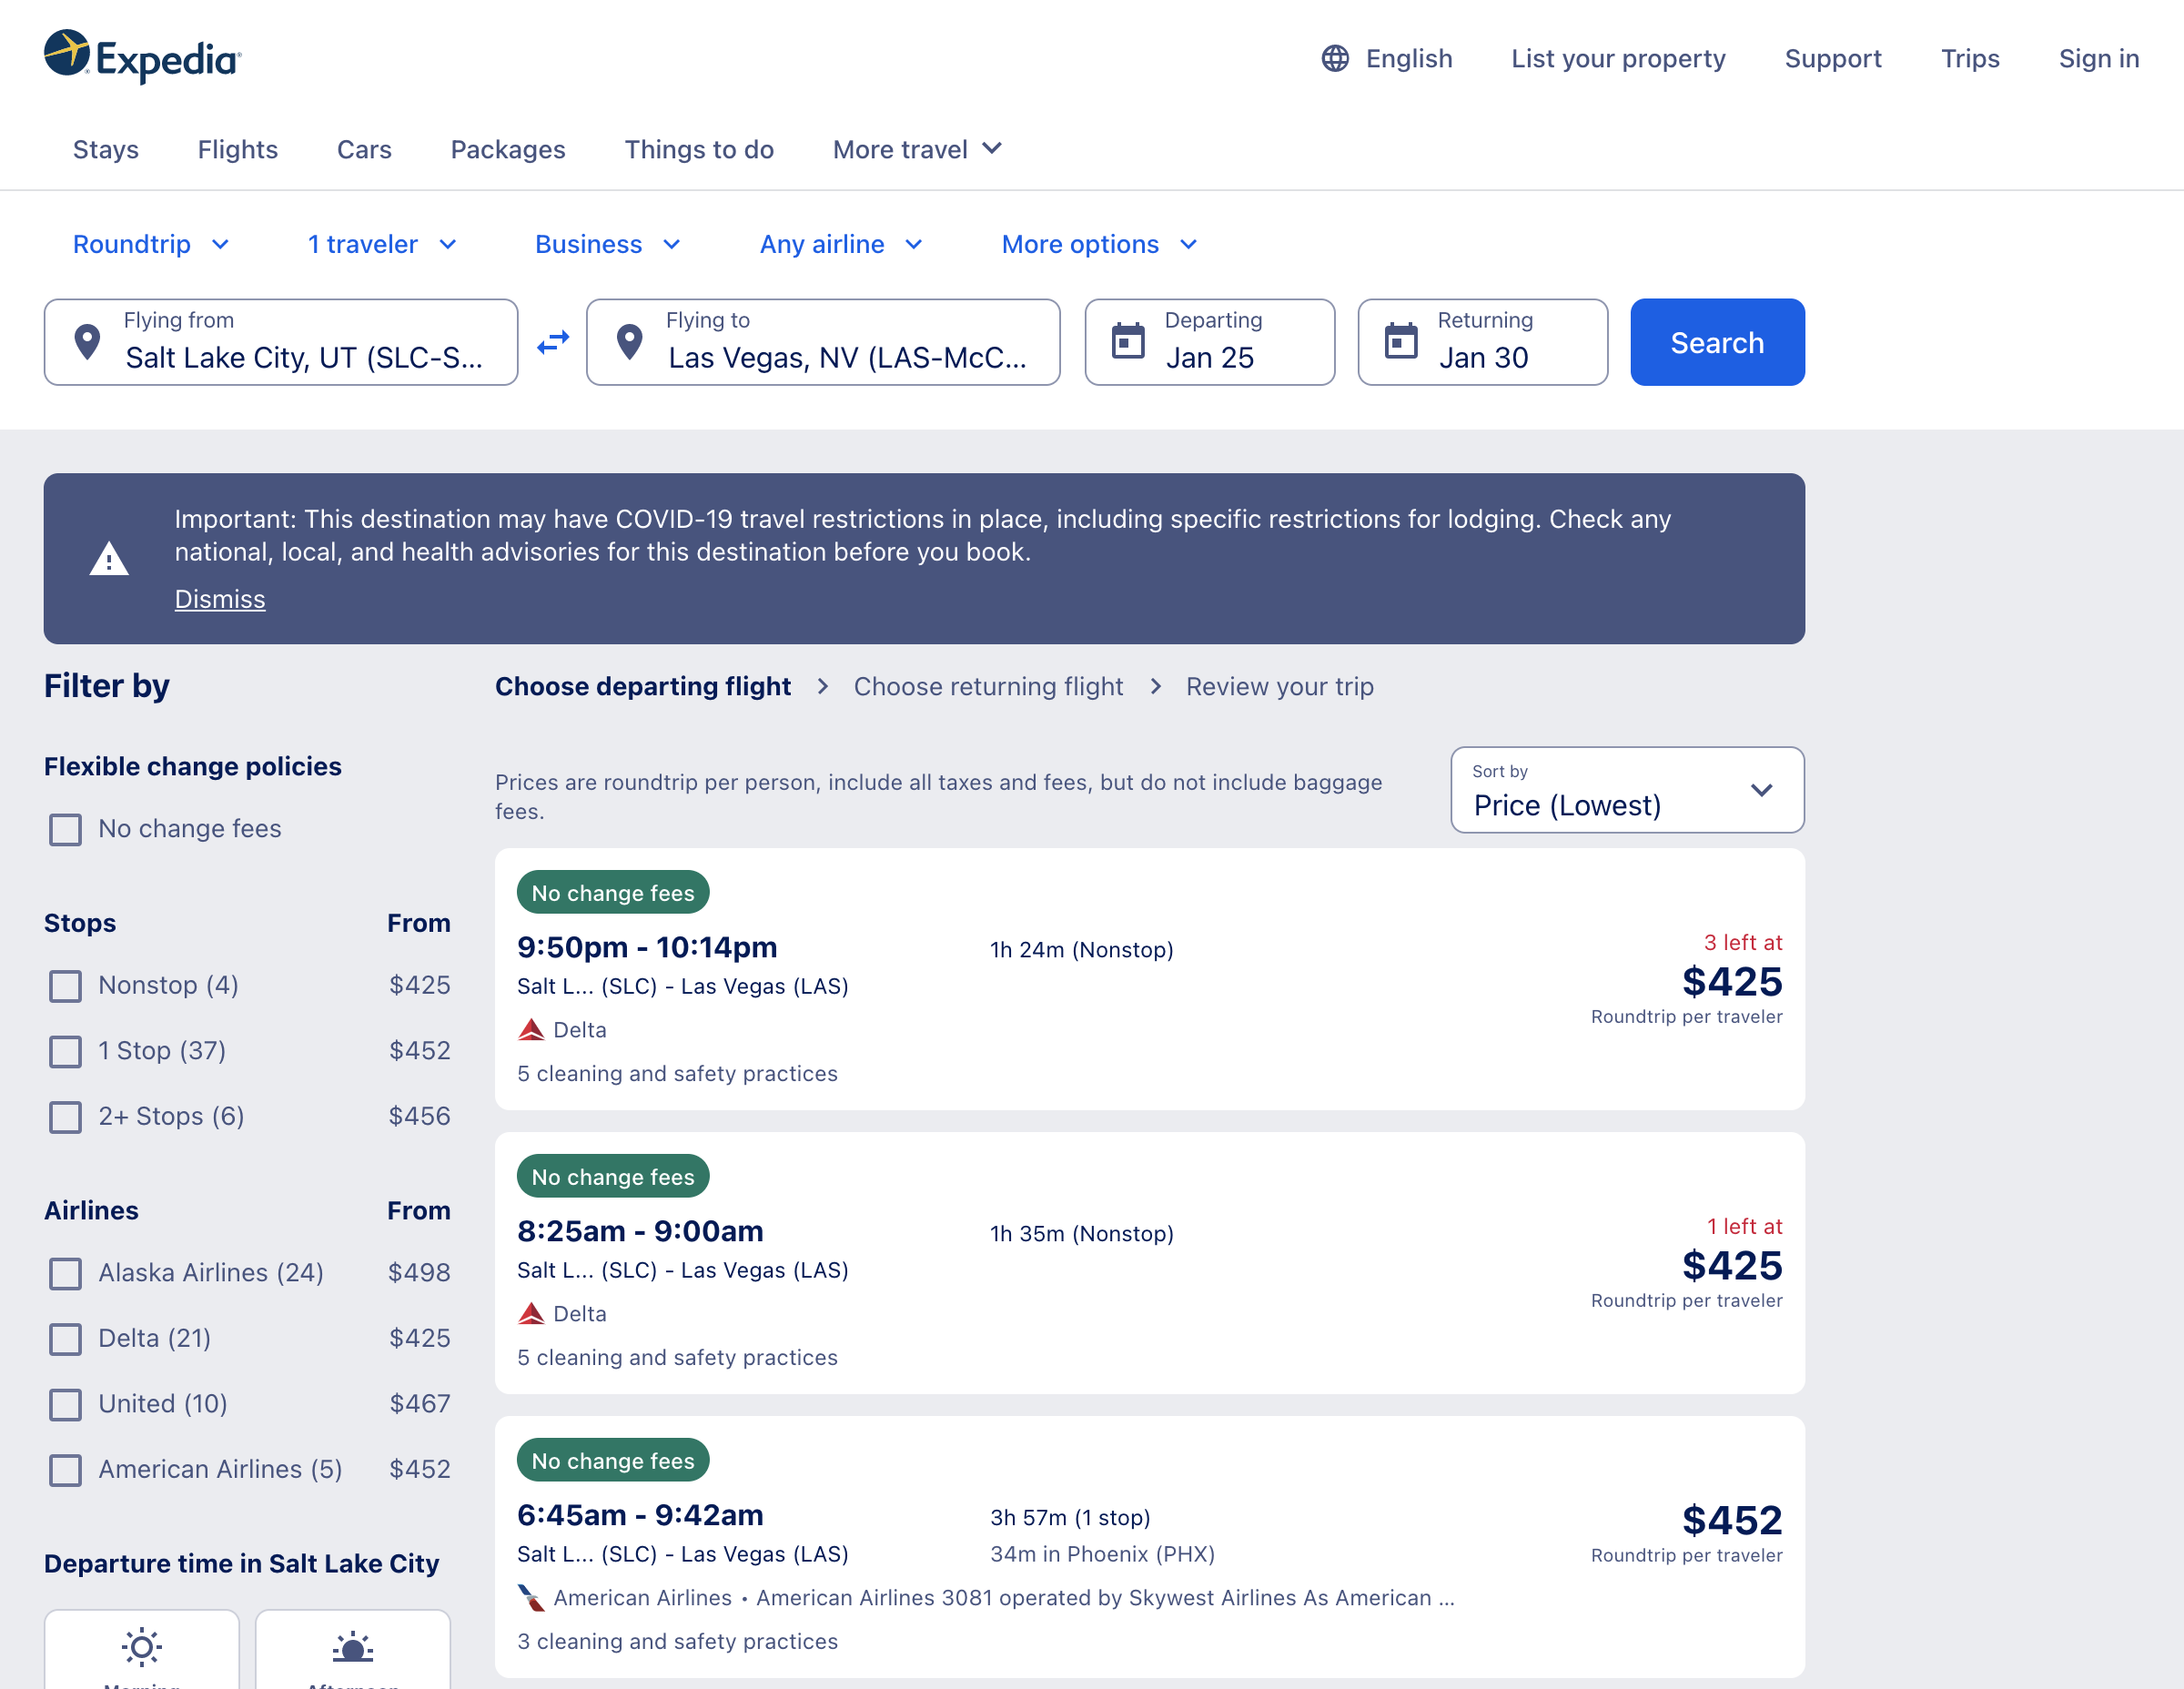 Expedia
English
List your property
Support
Trips
Sign in
Stays
Flights
Cars
Packages
Things to do
More travel
Roundtrip
1 traveler
Business
Any airline
More options
Flying from
Salt Lake City, UT (SLC-S...
Flying to
Las Vegas, NV (LAS-McC...
Departing
Jan 25
Returning
Jan 30
Search
Important: This destination may have COVID-19 travel restrictions in place, including specific restrictions for lodging. Check any
national, local, and health advisories for this destination before you book.
Dismiss
Filter by
Flexible change policies
No change fees
Stops From
Nonstop (4) $425
1 Stop (37) $452
2+ Stops (6) $456
Airlines From
Alaska Airlines (24) $498
Delta (21) $425
United (10) $467
American Airlines (5) $452
Departure time in Salt Lake City
Morning
Afternoon
Choose departing flight
Choose returning flight
Review your trip
Prices are roundtrip per person, include all taxes and fees, but do not include baggage
fees.
Sort by
Price (Lowest)
No change fees
9:50pm - 10:14pm
1h 24m (Nonstop)
3 left at
$425
Salt L... (SLC) - Las Vegas (LAS)
Roundtrip per traveler
Delta
5 cleaning and safety practices
No change fees
8:25am - 9:00am
1h 35m (Nonstop)
1 left at
$425
Salt L... (SLC) - Las Vegas (LAS)
Roundtrip per traveler
Delta
5 cleaning and safety practices
No change fees
6:45am - 9:42am
3h 57m (1 stop)
$452
Salt L... (SLC) - Las Vegas (LAS)
34m in Phoenix (PHX)
Roundtrip per traveler
American Airlines • American Airlines 3081 operated by Skywest Airlines As American ...
3 cleaning and safety practices